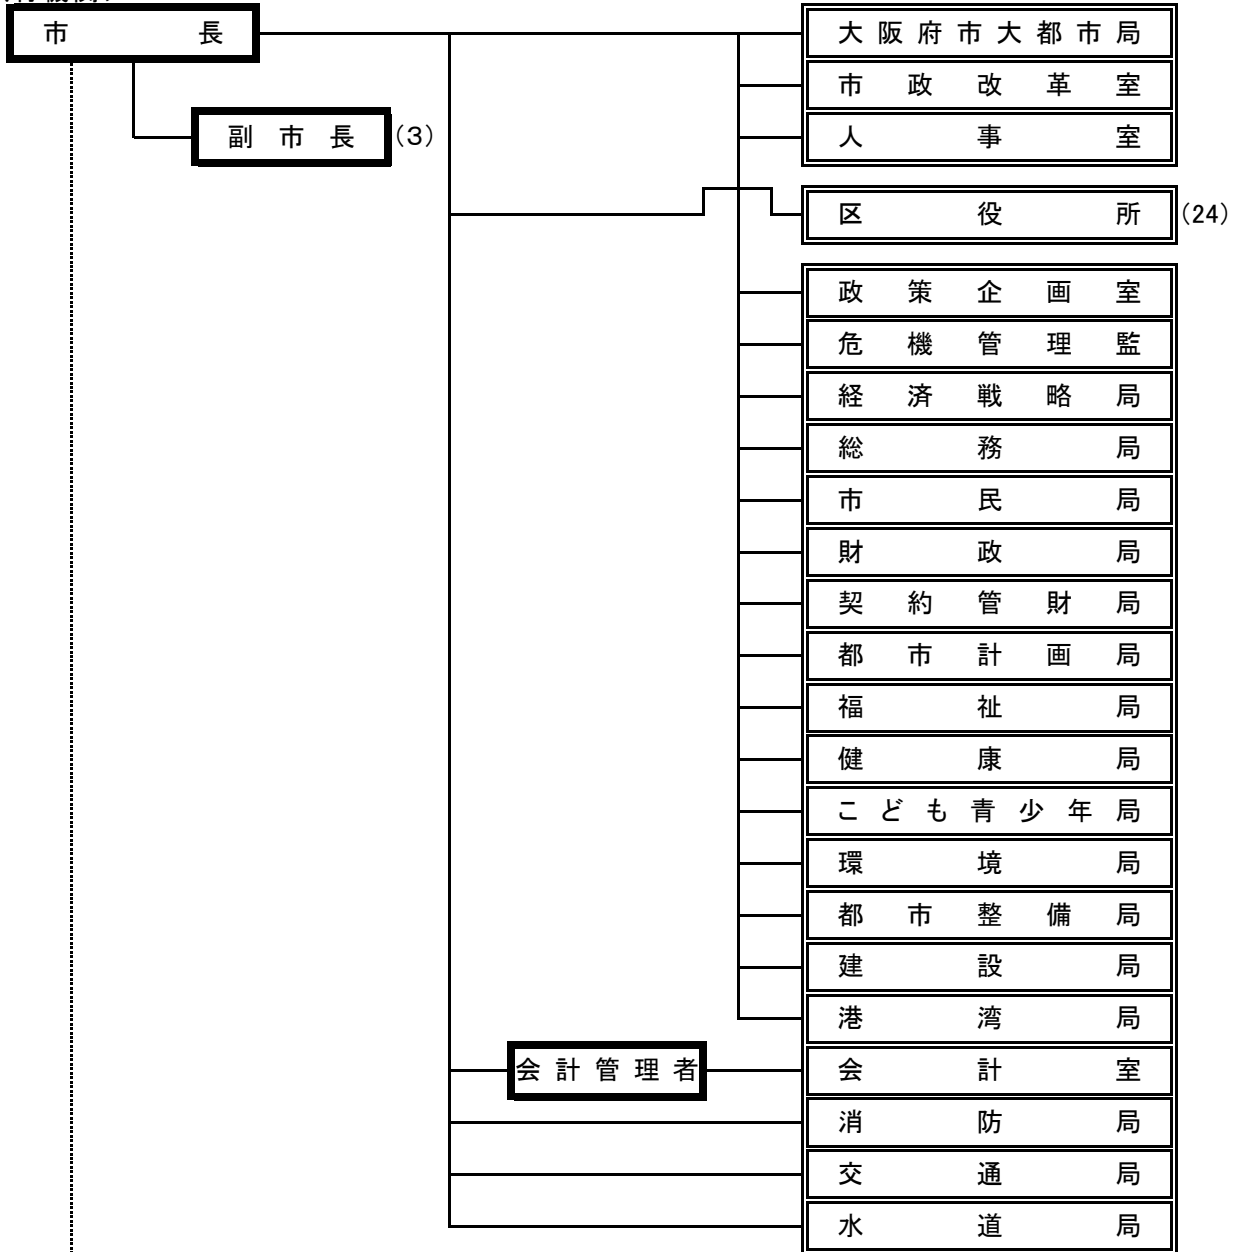 市長
大阪府市大都市局
市政改革室
副市長 (3)
人事室
区役所 (24)
政策企画室
危機管理監
経済戦略局
総務局
市民局
財政局
契約管財局
都市計画局
福祉局
健康局
こども青少年局
環境局
都市整備局
建設局
港湾局
会計管理者 会計室
消防局
交通局
水道局